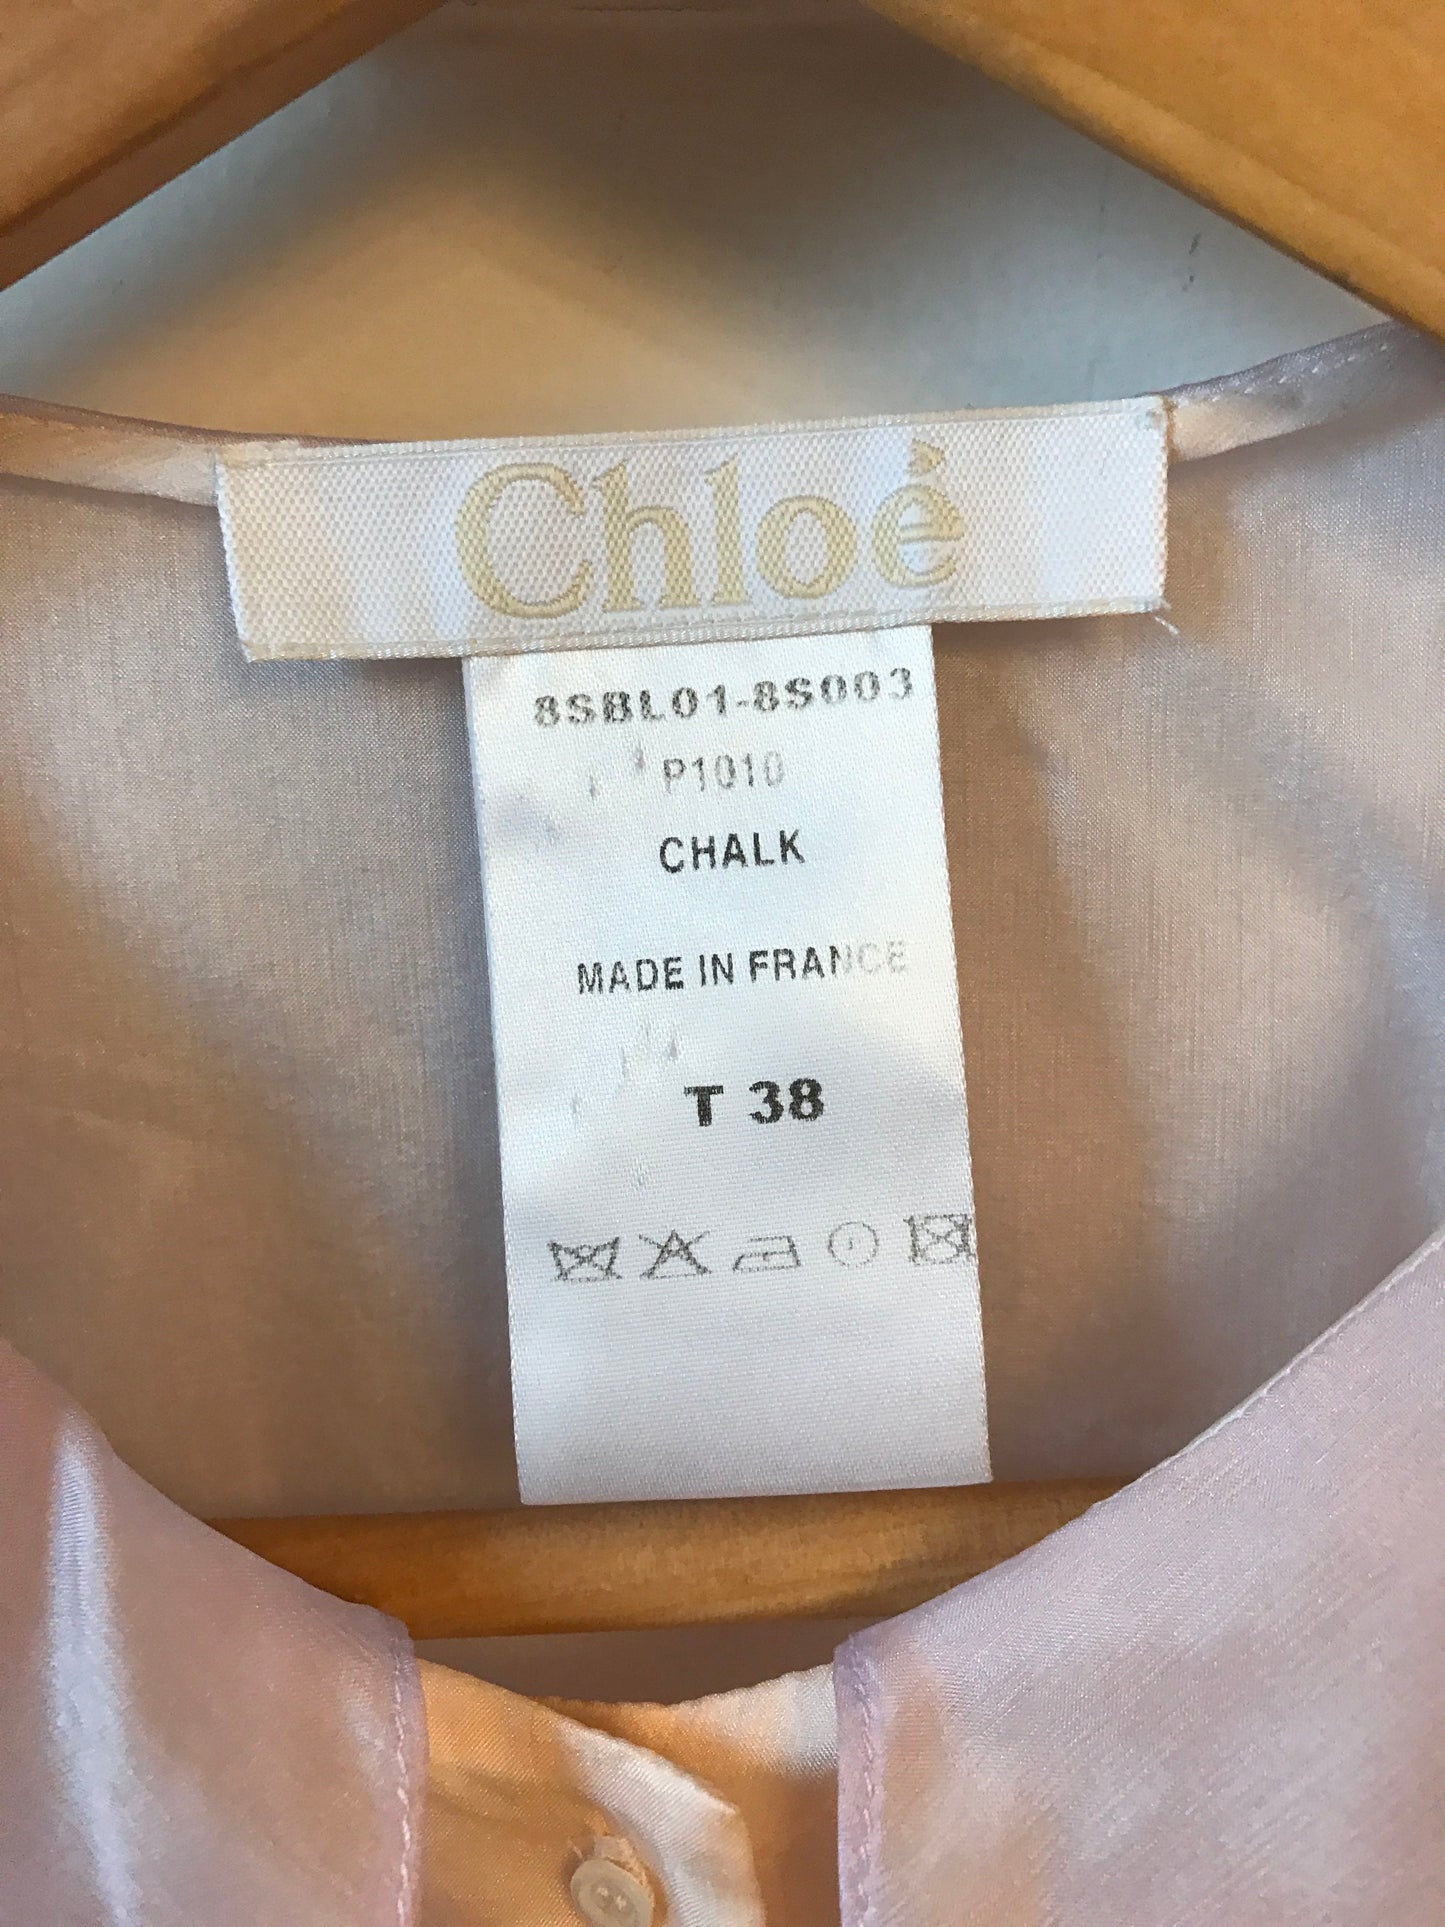 Chloé
8SBL01-8S003
P1010
CHALK
MADE IN FRANCE
T 38